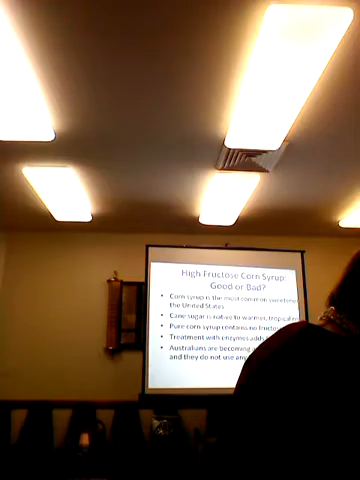 High Fructose Corn Syrup:
Good or Bad?
• Corn syrup is the most common sweetener
the United States
• Cane sugar is native to warmer, tropical
• Pure corn syrup contains no
• Treatment with enzymes adds
• Australians are becoming
and they do not use